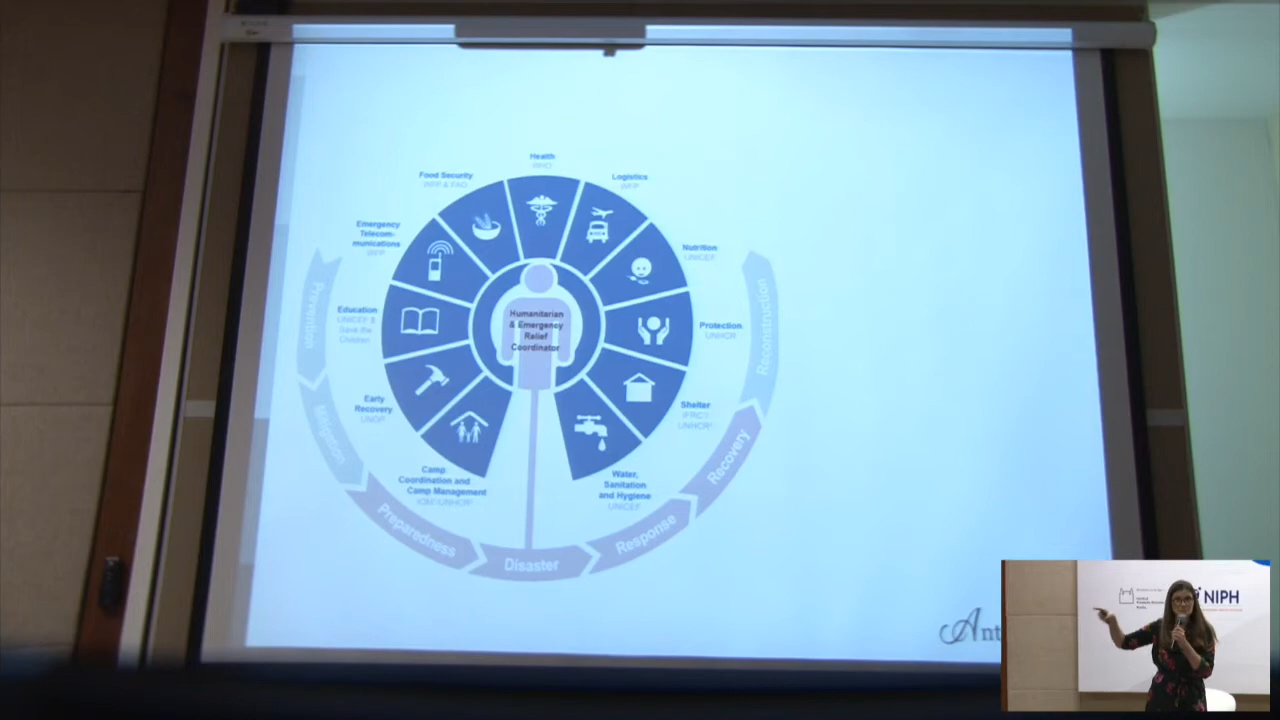 Health
WHO
Food Security
WFP & FAO
Logistics
WFP
Emergency
Telecom-
munications
WFP
Nutrition
UNICEF
Education
UNICEF &
Save the
Children
Humanitarian
& Emergency
Relief
Coordinator
Protection
UNHCR
Early
Recovery
UNDP
Shelter
IFRC /
UNHCR
Camp
Coordination and
Camp Management
IOM / UNHCR
Water,
Sanitation
and Hygiene
UNICEF
Prevention
Mitigation
Preparedness
Disaster
Response
Recovery
Reconstruction
Ant
NIPH